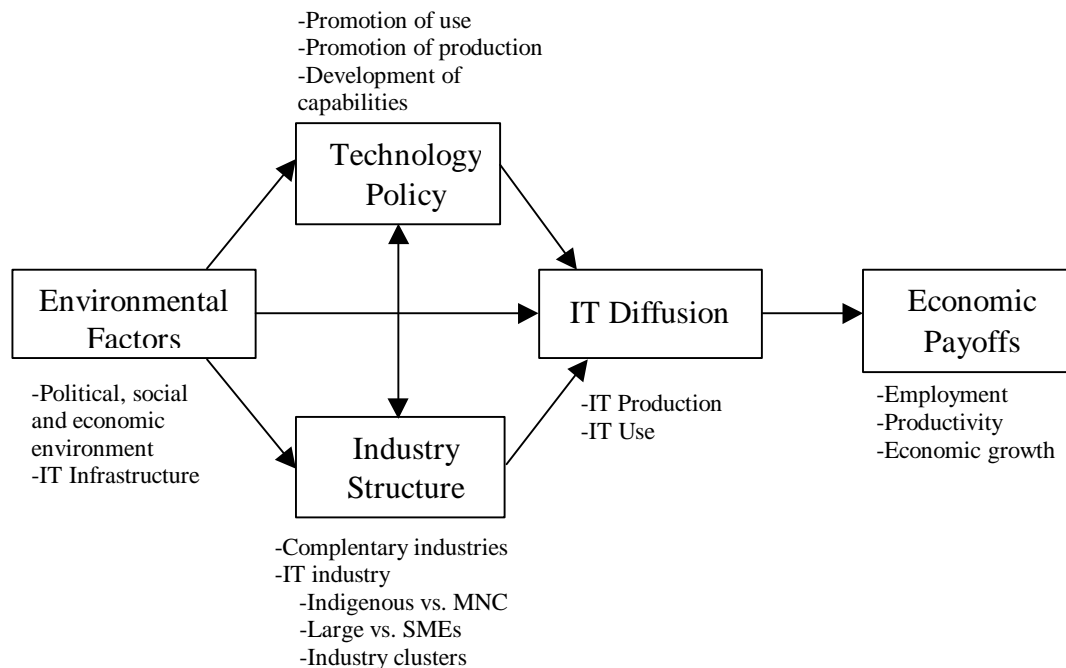 -Promotion of use
-Promotion of production
-Development of
capabilities
Technology
Policy
Environmental
Factors
-Political, social
and economic
environment
-IT Infrastructure
Industry
Structure
-Complentary industries
-IT industry
-Indigenous vs. MNC
-Large vs. SMEs
-Industry clusters
IT Diffusion
-IT Production
-IT Use
Economic
Payoffs
-Employment
-Productivity
-Economic growth